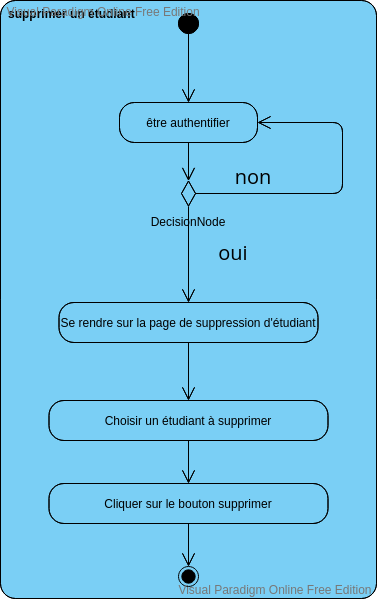 Visual Paradigm Online Free Edition
supprimer un étudiant
être authentifier
non
DecisionNode
oui
Se rendre sur la page de suppression d'étudiant
Choisir un étudiant à supprimer
Cliquer sur le bouton supprimer
Visual Paradigm Online Free Edition